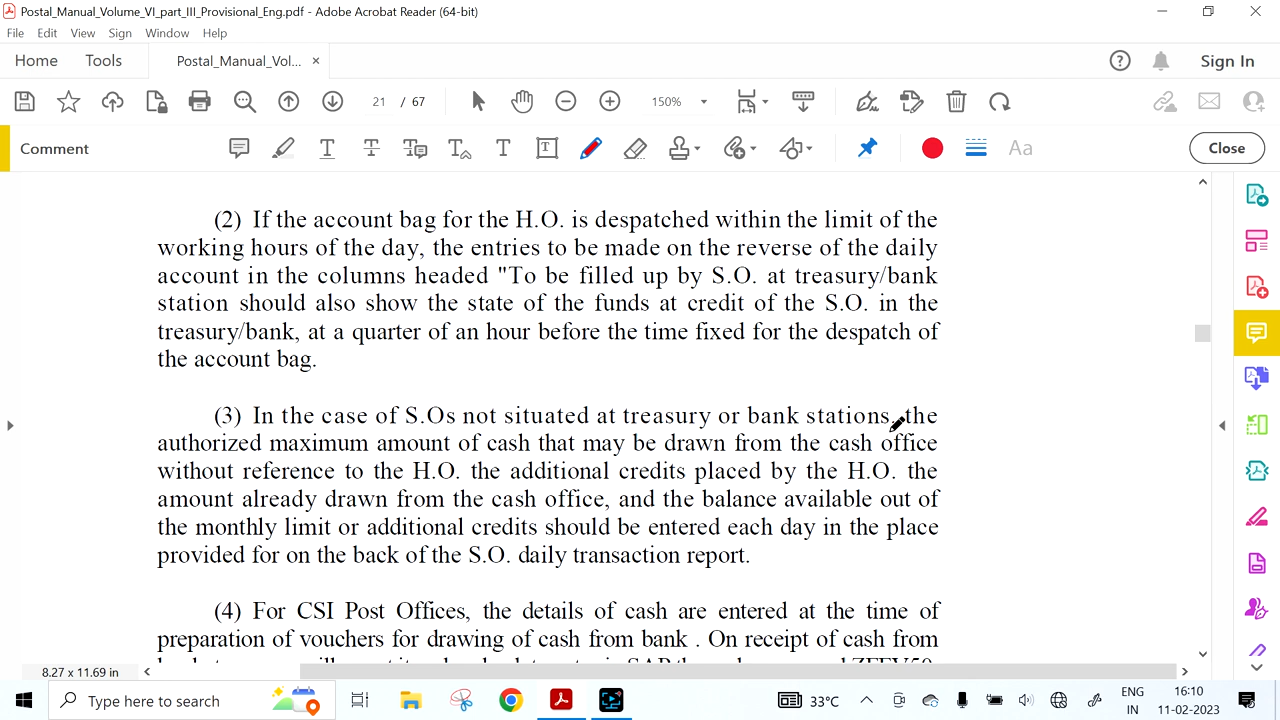 Postal_Manual_Volume_VI_part_III_Provisional_Eng.pdf - Adobe Acrobat Reader (64-bit)
File Edit View Sign Window Help
Home Tools Postal_Manual_Vol... × Sign In
21 / 67 150%
Comment T T T T T T Aa Close
(2) If the account bag for the H.O. is despatched within the limit of the
working hours of the day, the entries to be made on the reverse of the daily
account in the columns headed "To be filled up by S.O. at treasury/bank
station should also show the state of the funds at credit of the S.O. in the
treasury/bank, at a quarter of an hour before the time fixed for the despatch of
the account bag.
(3) In the case of S.Os not situated at treasury or bank stations, the
authorized maximum amount of cash that may be drawn from the cash office
without reference to the H.O. the additional credits placed by the H.O. the
amount already drawn from the cash office, and the balance available out of
the monthly limit or additional credits should be entered each day in the place
provided for on the back of the S.O. daily transaction report.
(4) For CSI Post Offices, the details of cash are entered at the time of
preparation of vouchers for drawing of cash from bank . On receipt of cash from
8.27 x 11.69 in
Type here to search 33°C ENG 16:10
IN 11-02-2023